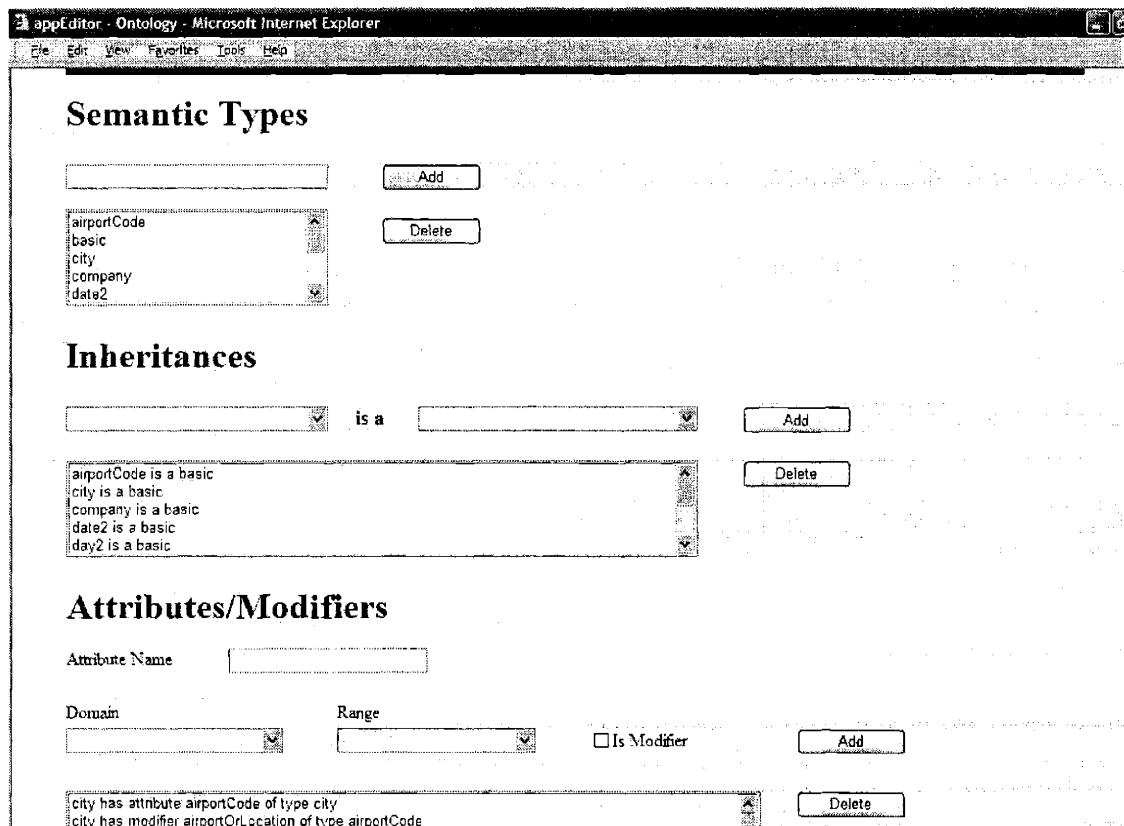 appEditor - Ontology - Microsoft Internet Explorer
File Edit View Favorites Tools Help
Semantic Types
Add
airportCode
basic
city
company
date2
Delete
Inheritances
is a
Add
airportCode is a basic
city is a basic
company is a basic
date2 is a basic
day2 is a basic
Delete
Attributes/Modifiers
Attribute Name
Domain Range
Is Modifier Add
city has attribute airportCode of type city
city has modifier airportOrLocation of type airportCode
Delete